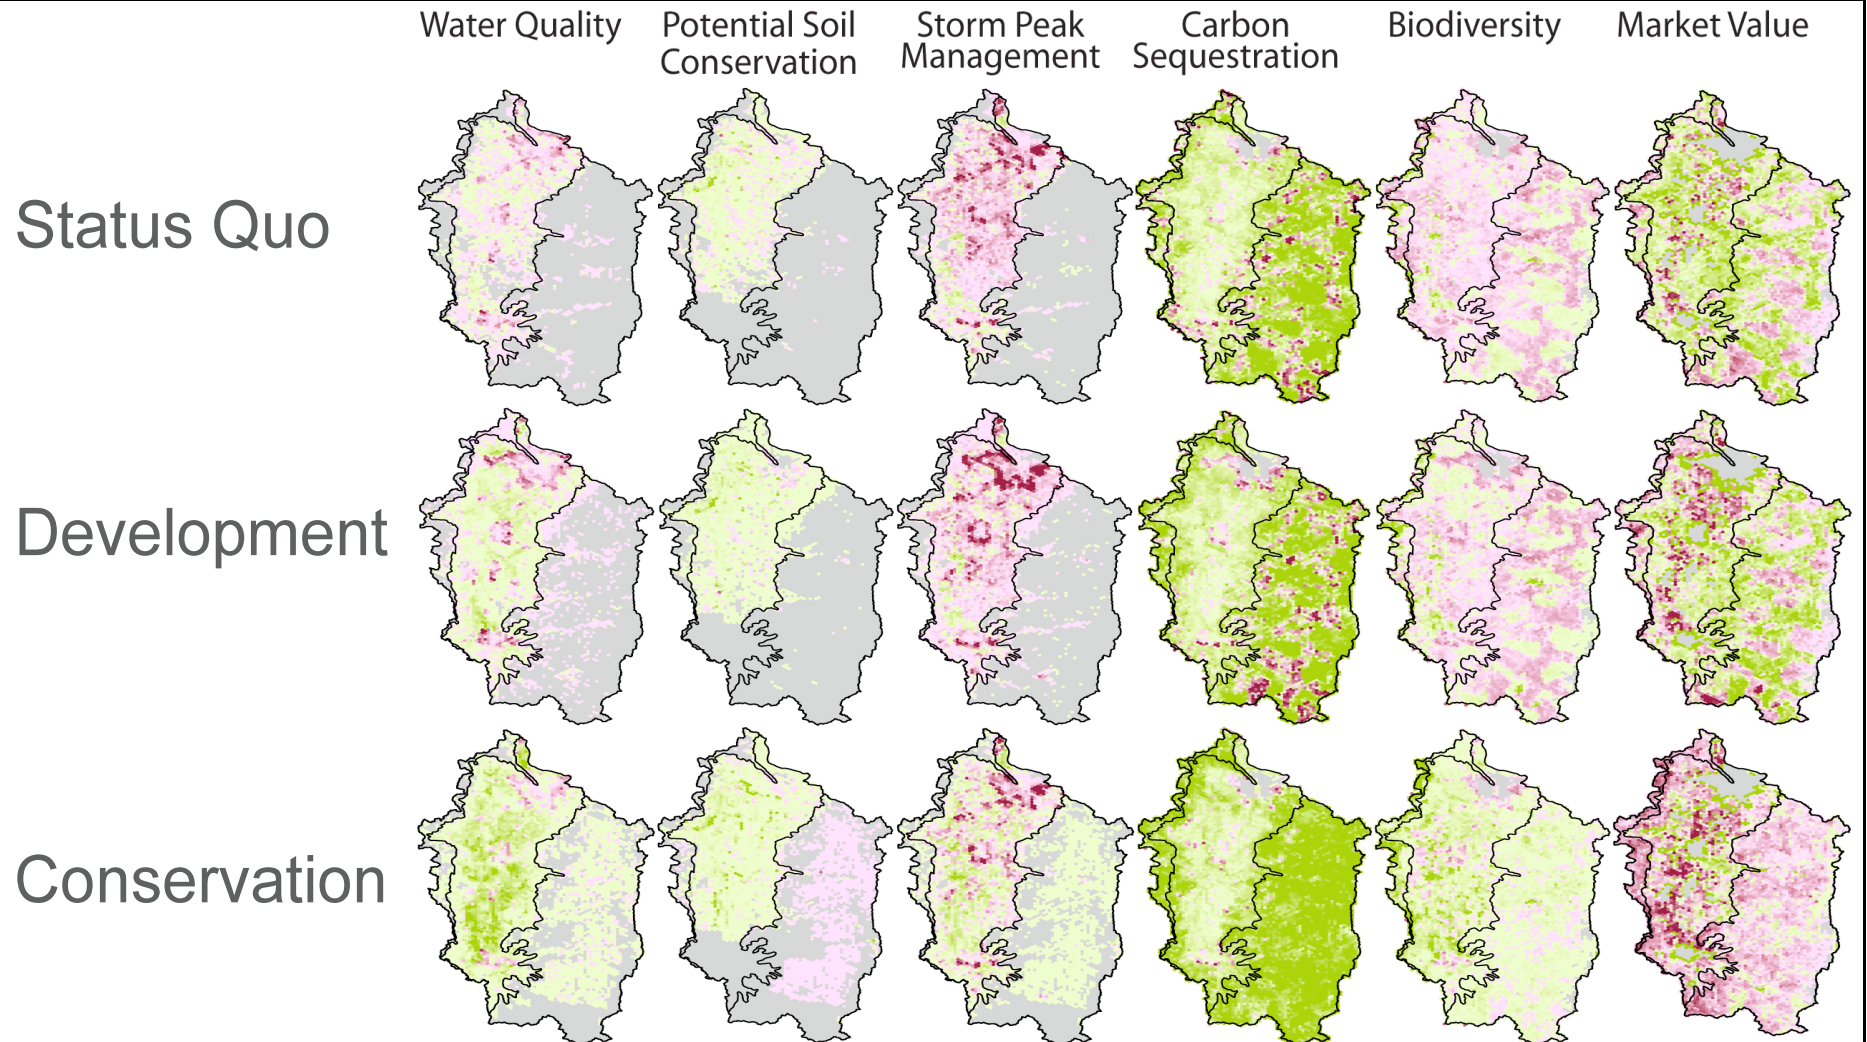 Water Quality
Potential Soil
Conservation
Storm Peak
Management
Carbon
Sequestration
Biodiversity
Market Value
Status Quo
Development
Conservation